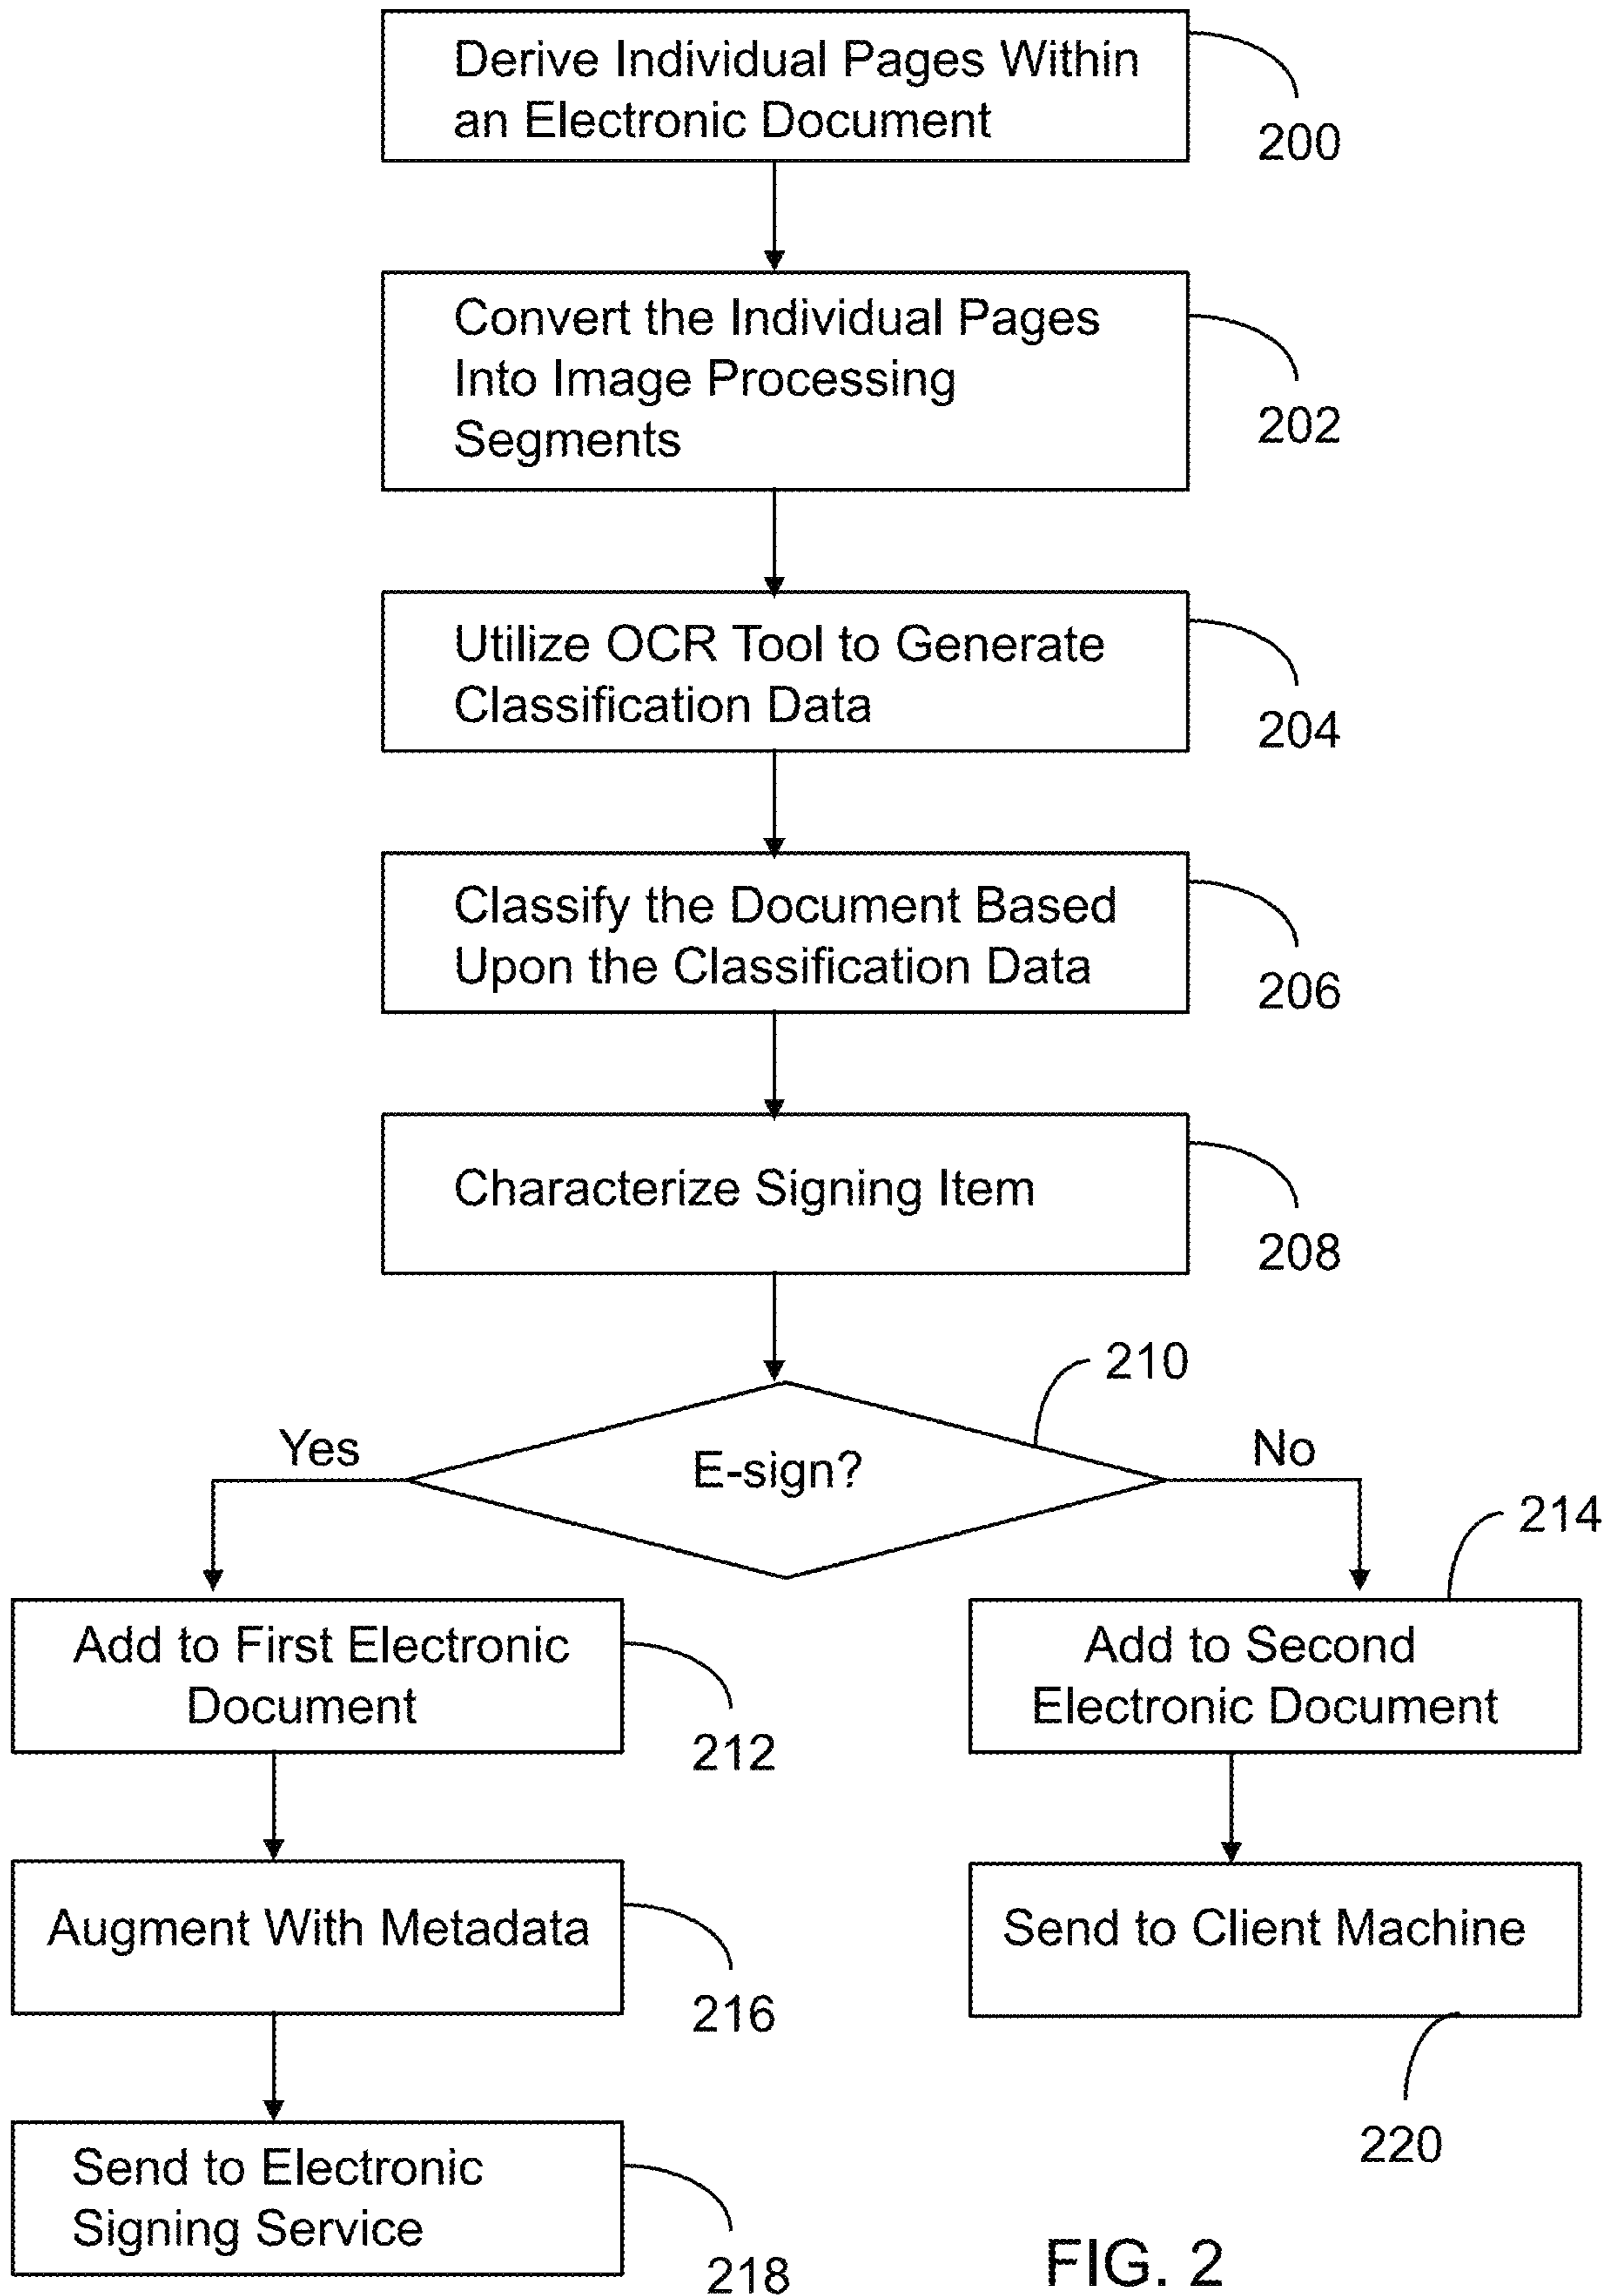 Derive Individual Pages Within
an Electronic Document
200
Convert the Individual Pages
Into Image Processing
Segments
202
Utilize OCR Tool to Generate
Classification Data
204
Classify the Document Based
Upon the Classification Data
206
Characterize Signing Item
208
210
Yes
E-sign?
No
214
Add to First Electronic
Document
212
Add to Second
Electronic Document
Augment With Metadata
216
Send to Client Machine
220
Send to Electronic
Signing Service
218
FIG. 2